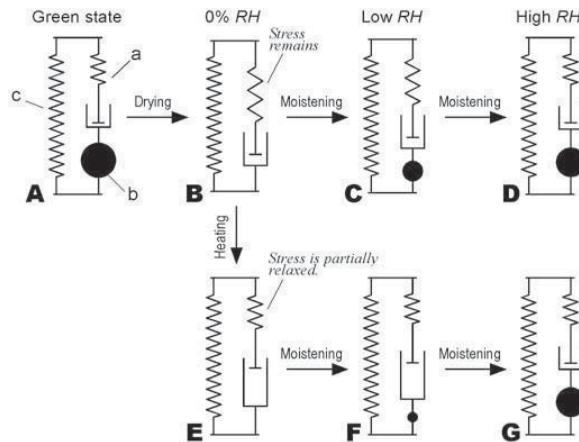 Green state
0% RH
Low RH
High RH
Stress
remains
a
c
Drying
Moistening
Moistening
b
A
B
C
D
Heating
Stress is partially
relaxed.
Moistening
Moistening
E
F
G